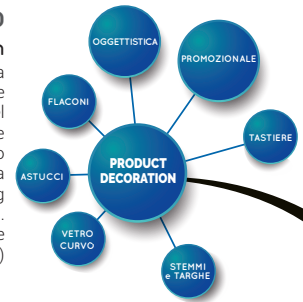 OGGETTISTICA
PROMOZIONALE
FLACONI
TASTIERE
PRODUCT
DECORATION
ASTUCCI
VETRO
CURVO
STEMMI
e TARGHE